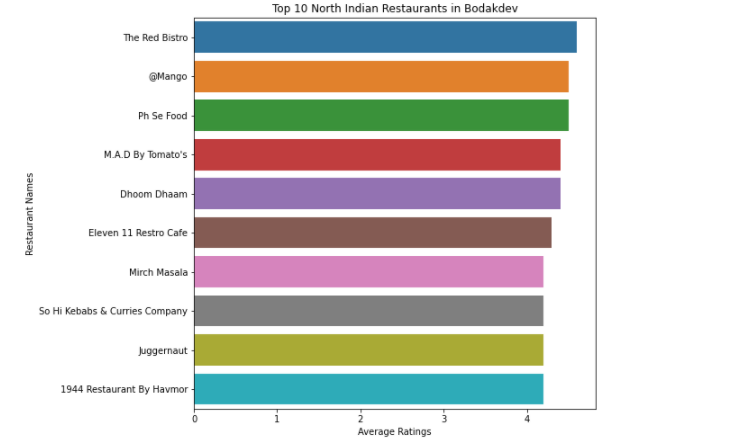 Top 10 North Indian Restaurants in Bodakdev
Restaurant Names
The Red Bistro
@Mango
Ph Se Food
M.A.D By Tomato's
Dhoom Dhaam
Eleven 11 Restro Cafe
Mirch Masala
So Hi Kebabs & Curries Company
Juggernaut
1944 Restaurant By Havmor
0 1 2 3 4
Average Ratings